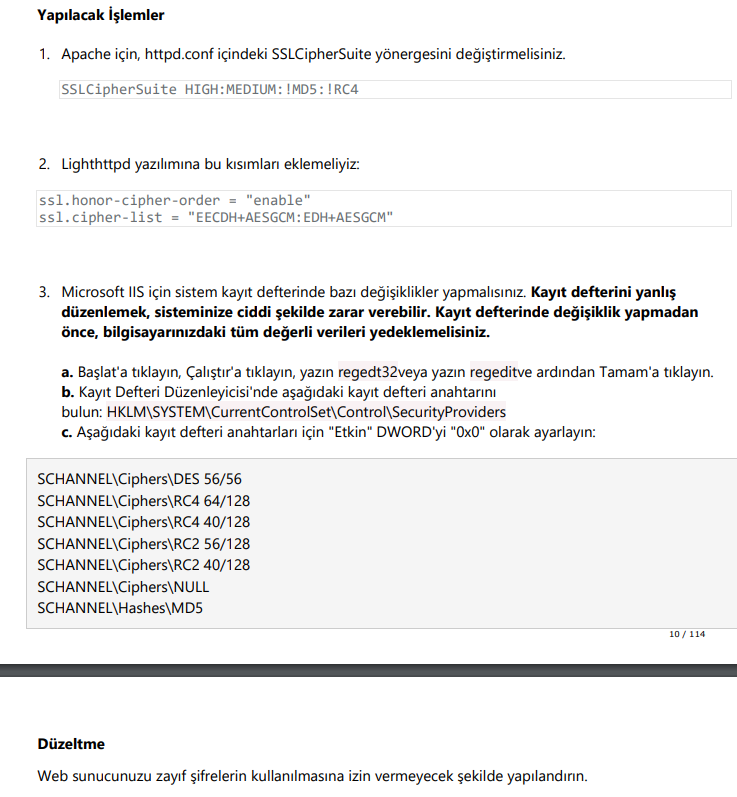 Yapılacak İşlemler
1. Apache için, httpd.conf içindeki SSLCipherSuite yönergesini değiştirmelisiniz.
SSLCipherSuite HIGH:MEDIUM:!MD5:!RC4
2. Lighthttpd yazılımına bu kısımları eklemeliyiz:
ssl.honor-cipher-order = "enable"
ssl.cipher-list = "EECDH+AESGCM:EDH+AESGCM"
3. Microsoft IIS için sistem kayıt defterinde bazı değişiklikler yapmalısınız. Kayıt defterini yanlış
düzenlemek, sisteminize ciddi şekilde zarar verebilir. Kayıt defterinde değişiklik yapmadan
önce, bilgisayarınızdaki tüm değerli verileri yedeklemelisiniz.
a. Başlat'a tıklayın, Çalıştır'a tıklayın, yazın regedt32veya yazın regeditve ardından Tamam'a tıklayın.
b. Kayıt Defteri Düzenleyicisi'nde aşağıdaki kayıt defteri anahtarını
bulun: HKLM\SYSTEM\CurrentControlSet\Control\SecurityProviders
c. Aşağıdaki kayıt defteri anahtarları için "Etkin" DWORD'yi "0x0" olarak ayarlayın:
SCHANNEL\Ciphers\DES 56/56
SCHANNEL\Ciphers\RC4 64/128
SCHANNEL\Ciphers\RC4 40/128
SCHANNEL\Ciphers\RC2 56/128
SCHANNEL\Ciphers\RC2 40/128
SCHANNEL\Ciphers\NULL
SCHANNEL\Hashes\MD5
10 / 114
Düzeltme
Web sunucunuzu zayıf şifrelerin kullanılmasına izin vermeyecek şekilde yapılandırın.